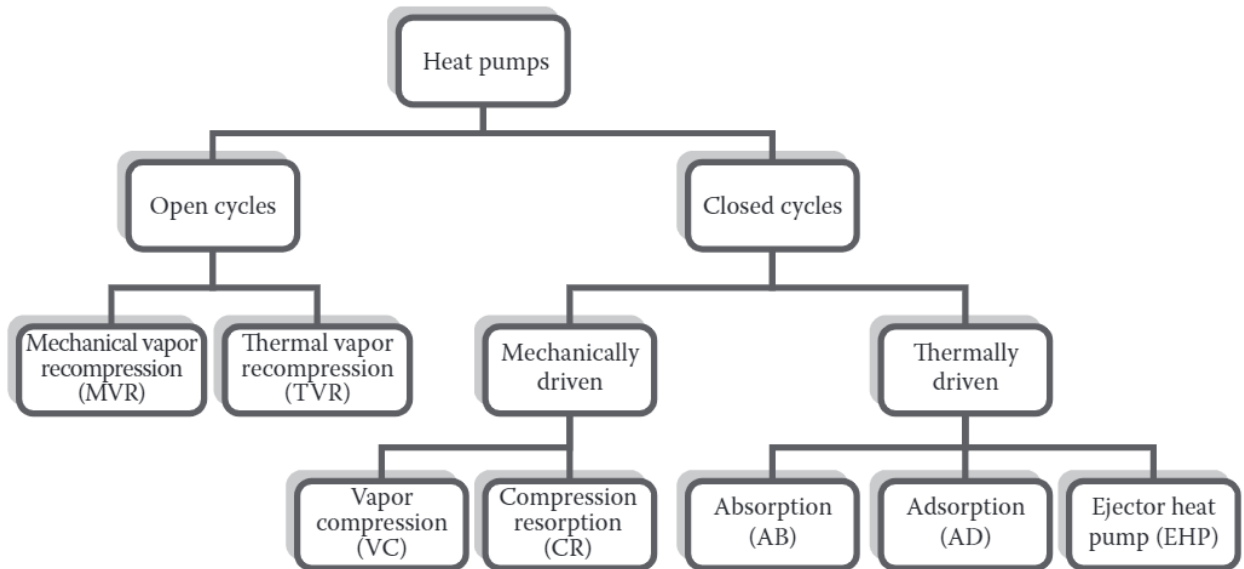 Heat pumps
Open cycles
Closed cycles
Mechanical vapor
recompression
(MVR)
Thermal vapor
recompression
(TVR)
Mechanically
driven
Thermally
driven
Vapor
compression
(VC)
Compression
resorption
(CR)
Absorption
(AB)
Adsorption
(AD)
Ejector heat
pump (EHP)